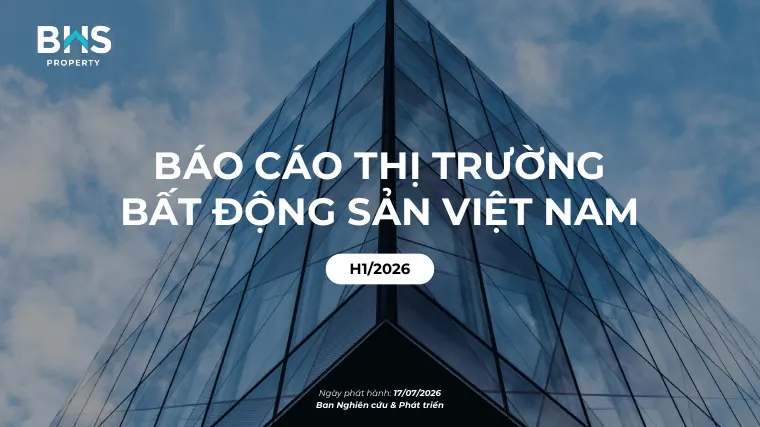 BHS
PROPERTY
BÁO CÁO THỊ TRƯỜNG
BẤT ĐỘNG SẢN VIỆT NAM
H1/2026
Ngày phát hành: 17/07/2026
Ban Nghiên cứu & Phát triển